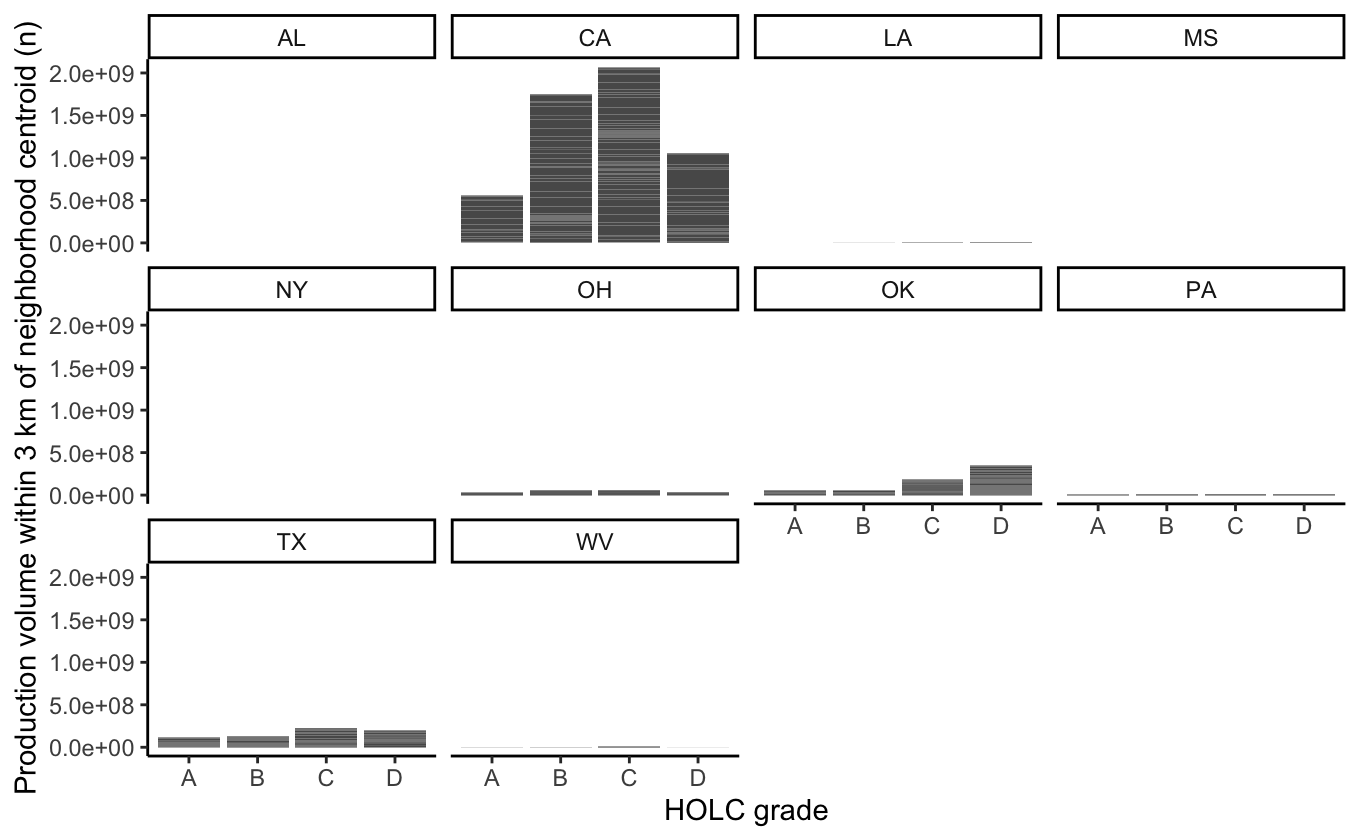 Production volume within 3 km of neighborhood centroid (n)
AL CA LA MS
2.0e+09
1.5e+09
1.0e+09
5.0e+08
0.0e+00
NY OH OK PA
2.0e+09
1.5e+09
1.0e+09
5.0e+08
0.0e+00
A B C D A B C D
TX WV
2.0e+09
1.5e+09
1.0e+09
5.0e+08
0.0e+00
A B C D A B C D
HOLC grade